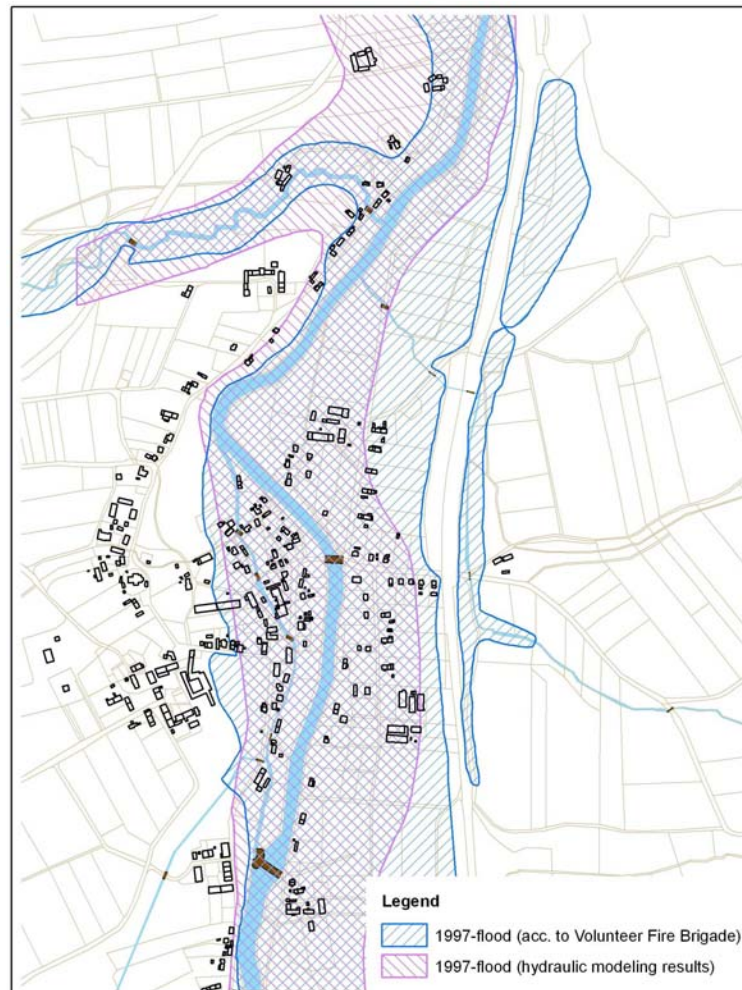 Legend
1997-flood (acc. to Volunteer Fire Brigade)
1997-flood (hydraulic modeling results)